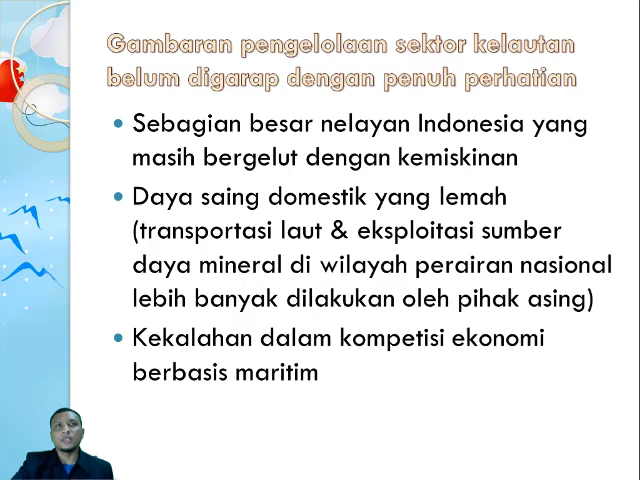 Gambaran pengelolaan sektor kelautan
belum digarap dengan penuh perhatian
• Sebagian besar nelayan Indonesia yang
masih bergelut dengan kemiskinan
• Daya saing domestik yang lemah
(transportasi laut & eksploitasi sumber
daya mineral di wilayah perairan nasional
lebih banyak dilakukan oleh pihak asing)
• Kekalahan dalam kompetisi ekonomi
berbasis maritim